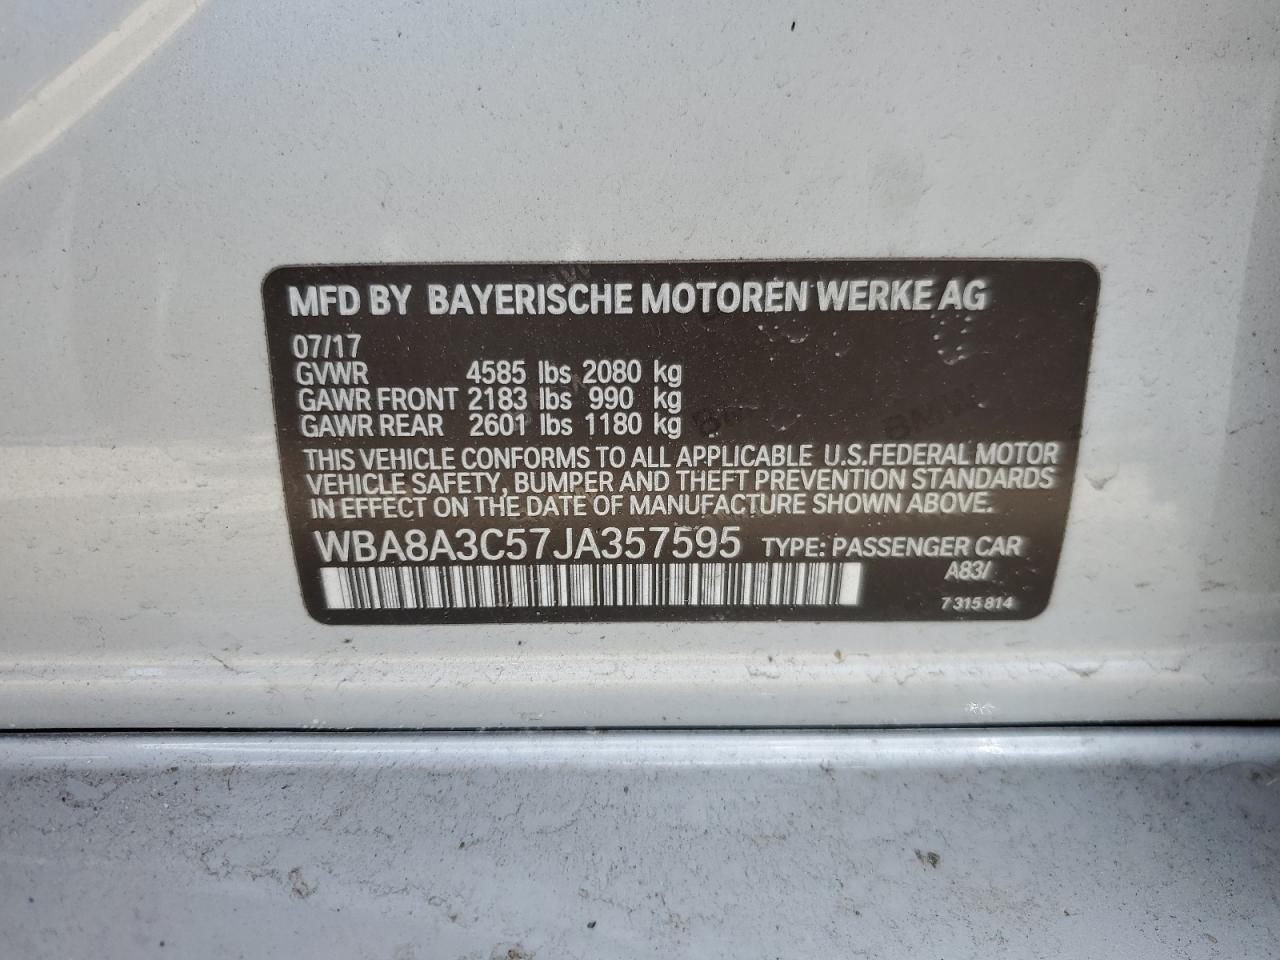 MFD BY BAYERISCHE MOTOREN WERKE AG
07/17
GVWR 4585 lbs 2080 kg
GAWR FRONT 2183 lbs 990 kg
GAWR REAR 2601 lbs 1180 kg
THIS VEHICLE CONFORMS TO ALL APPLICABLE U.S.FEDERAL MOTOR
VEHICLE SAFETY, BUMPER AND THEFT PREVENTION STANDARDS
IN EFFECT ON THE DATE OF MANUFACTURE SHOWN ABOVE.
WBA8A3C57JA357595 TYPE: PASSENGER CAR
A83/
7 315 814
BMW